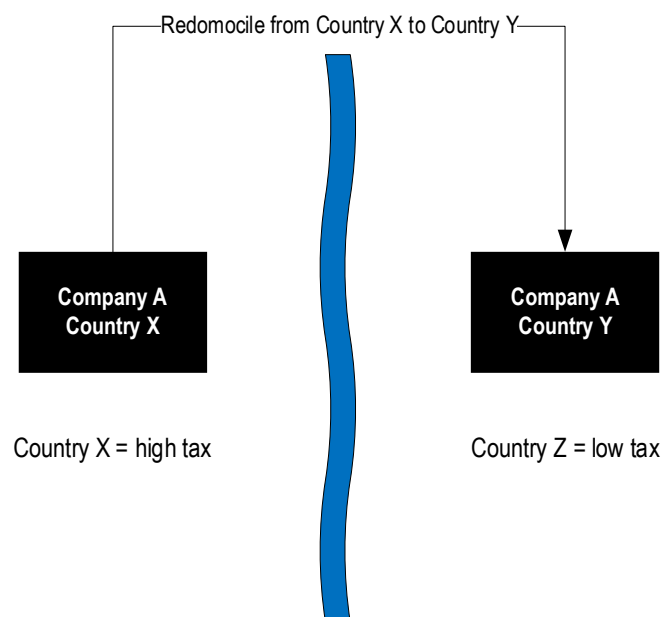 Redomocile from Country X to Country Y
Company A
Country X
Company A
Country Y
Country X = high tax
Country Z = low tax